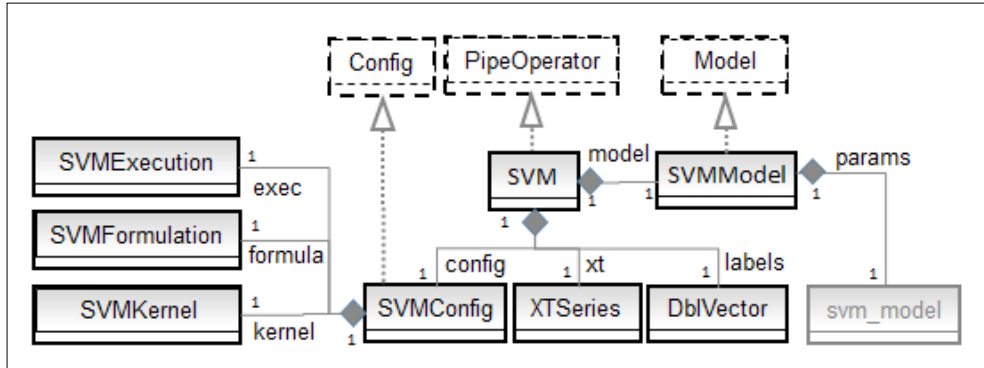 Config PipeOperator Model
SVMExecution 1 exec
SVM model 1 1 SVMModel params 1
SVMFormulation 1 formula
1
config xt labels
1 1 1 1
SVMKernel 1 kernel 1 SVMConfig XTSeries DblVector svm_model